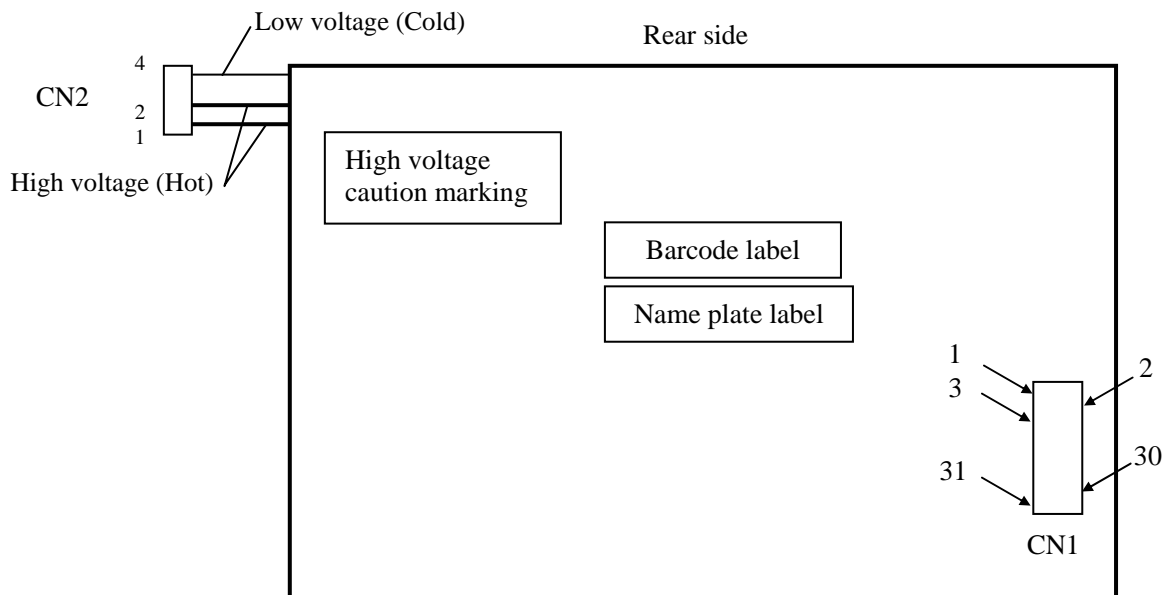 Low voltage (Cold)
Rear side
4
CN2
2
1
High voltage (Hot)
High voltage
caution marking
Barcode label
Name plate label
1
2
3
31
30
CN1